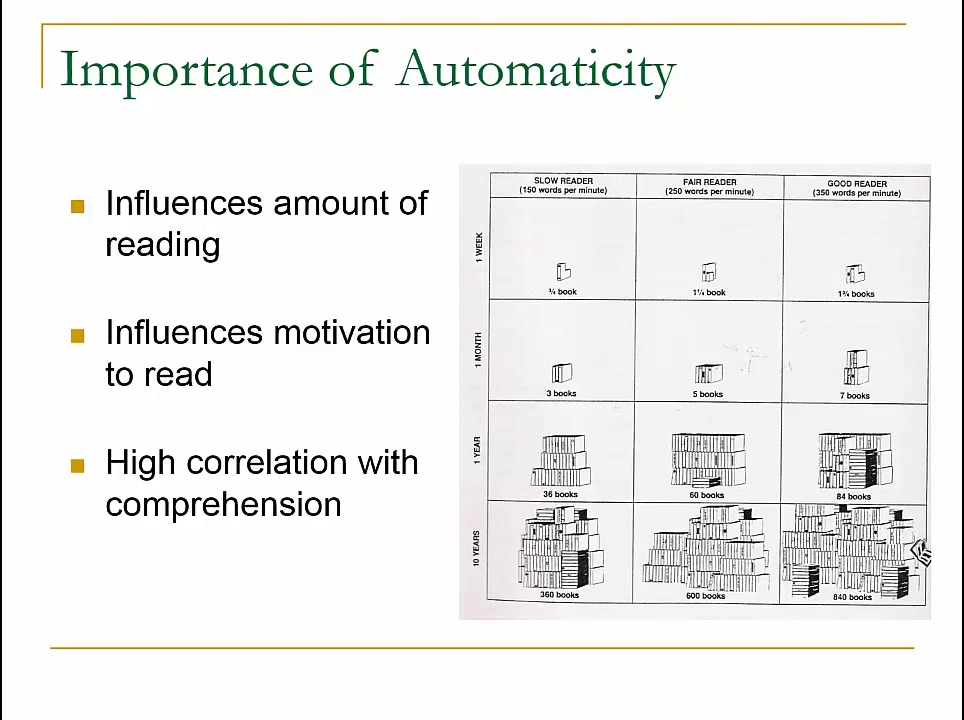 Importance of Automaticity
Influences amount of
reading
Influences motivation
to read
High correlation with
comprehension
SLOW READER
(150 words per minute)
FAIR READER
(250 words per minute)
GOOD READER
(350 words per minute)
1 WEEK
¾ book
1¼ book
1¾ books
1 MONTH
3 books
5 books
7 books
1 YEAR
36 books
60 books
84 books
10 YEARS
360 books
600 books
840 books